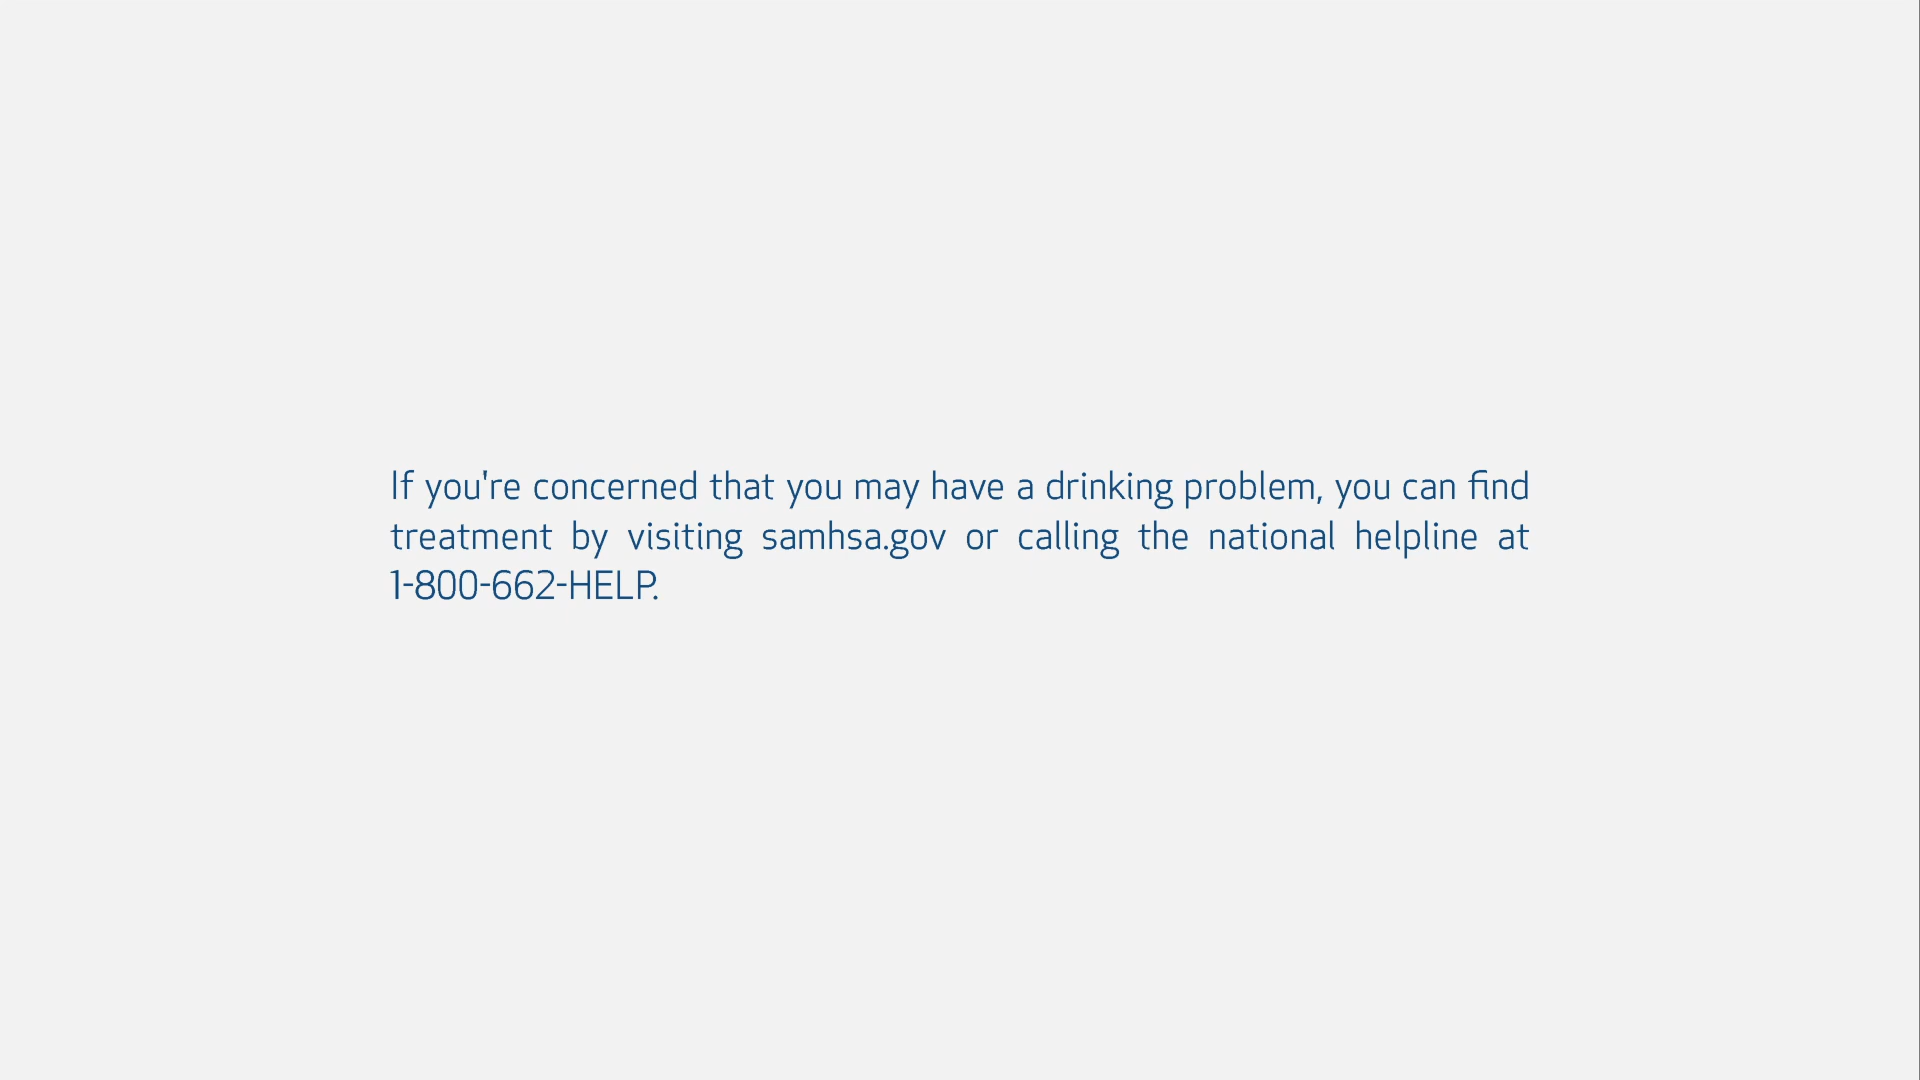 If you're concerned that you may have a drinking problem, you can find
treatment by visiting samhsa.gov or calling the national helpline at
1-800-662-HELP.